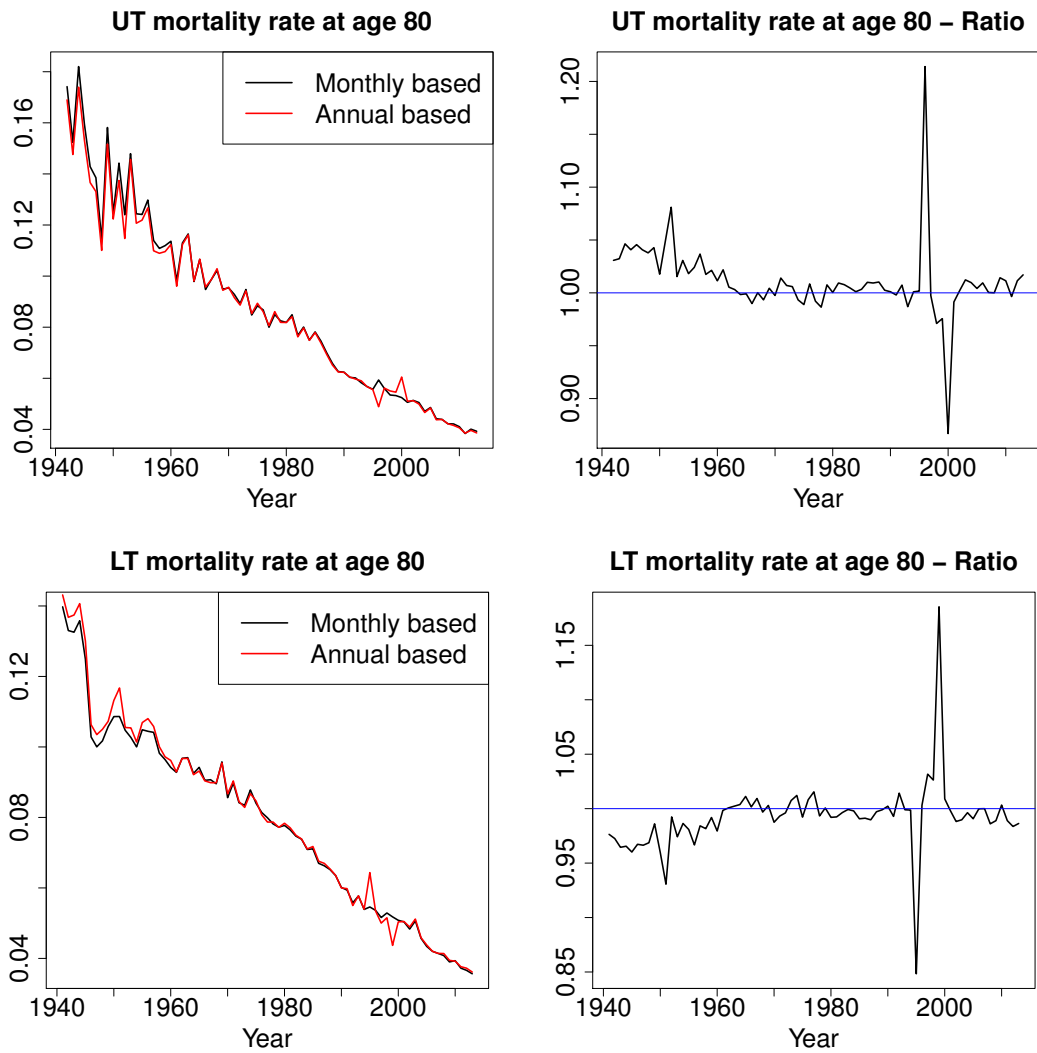 UT mortality rate at age 80
Monthly based
Annual based
0.16
0.12
0.08
0.04
1940 1960 1980 2000
Year
UT mortality rate at age 80 − Ratio
1.20
1.10
1.00
0.90
1940 1960 1980 2000
Year
LT mortality rate at age 80
Monthly based
Annual based
0.12
0.08
0.04
1940 1960 1980 2000
Year
LT mortality rate at age 80 − Ratio
1.15
1.05
0.95
0.85
1940 1960 1980 2000
Year